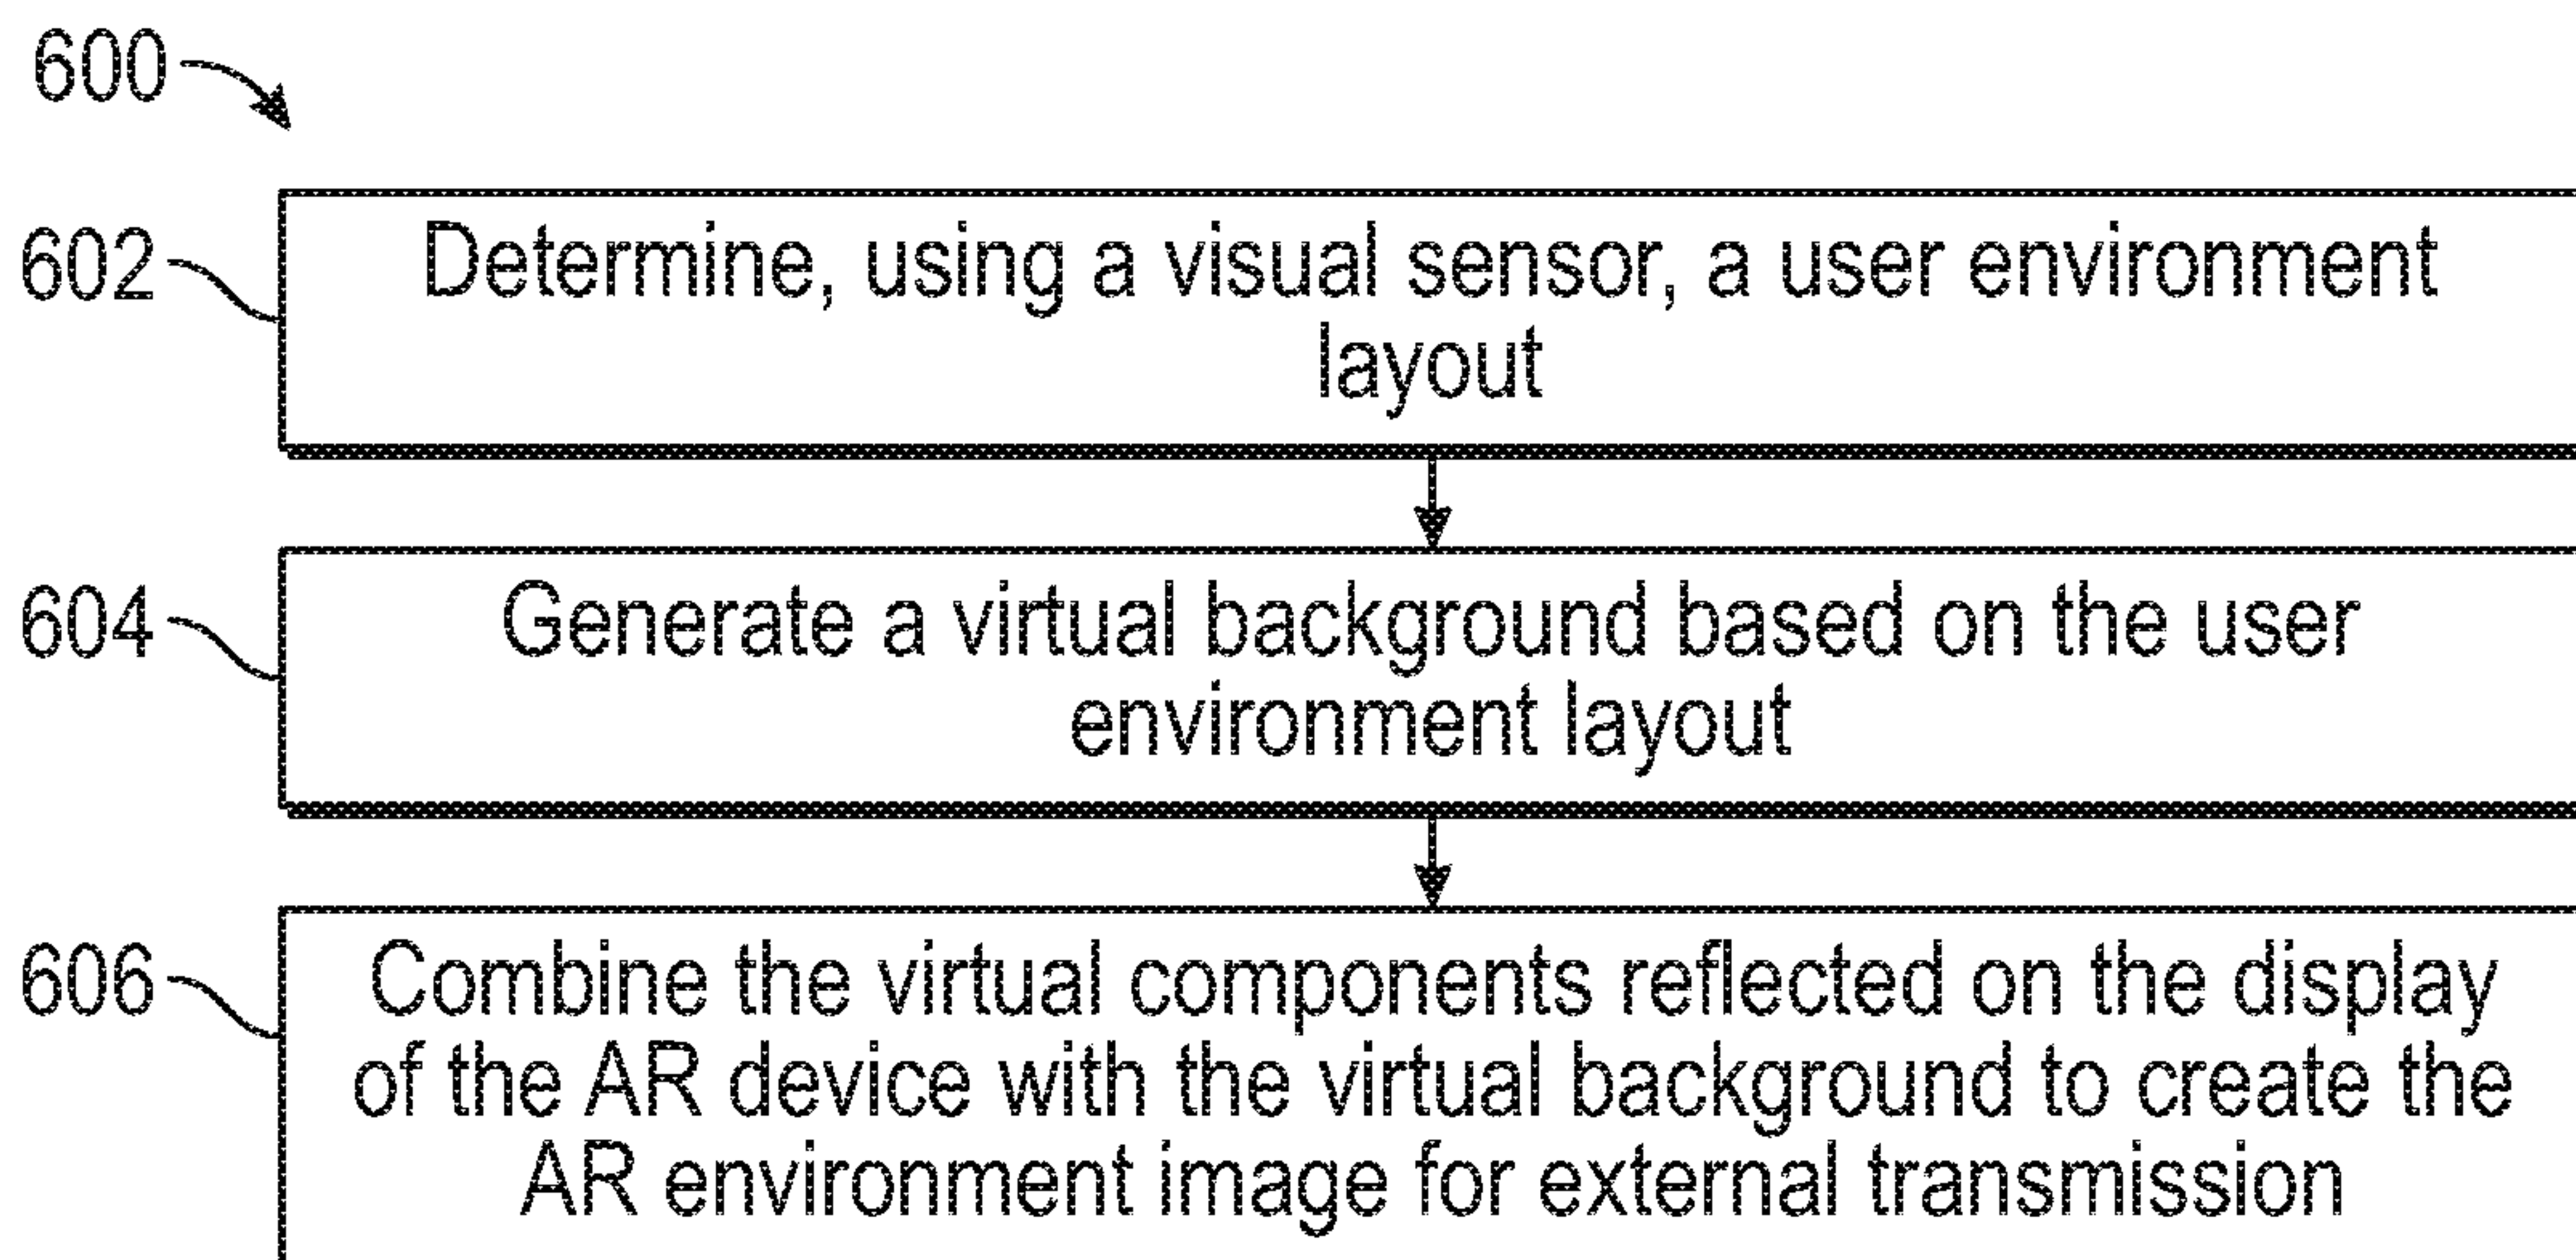 600
602
Determine, using a visual sensor, a user environment
layout
604
Generate a virtual background based on the user
environment layout
606
Combine the virtual components reflected on the display
of the AR device with the virtual background to create the
AR environment image for external transmission